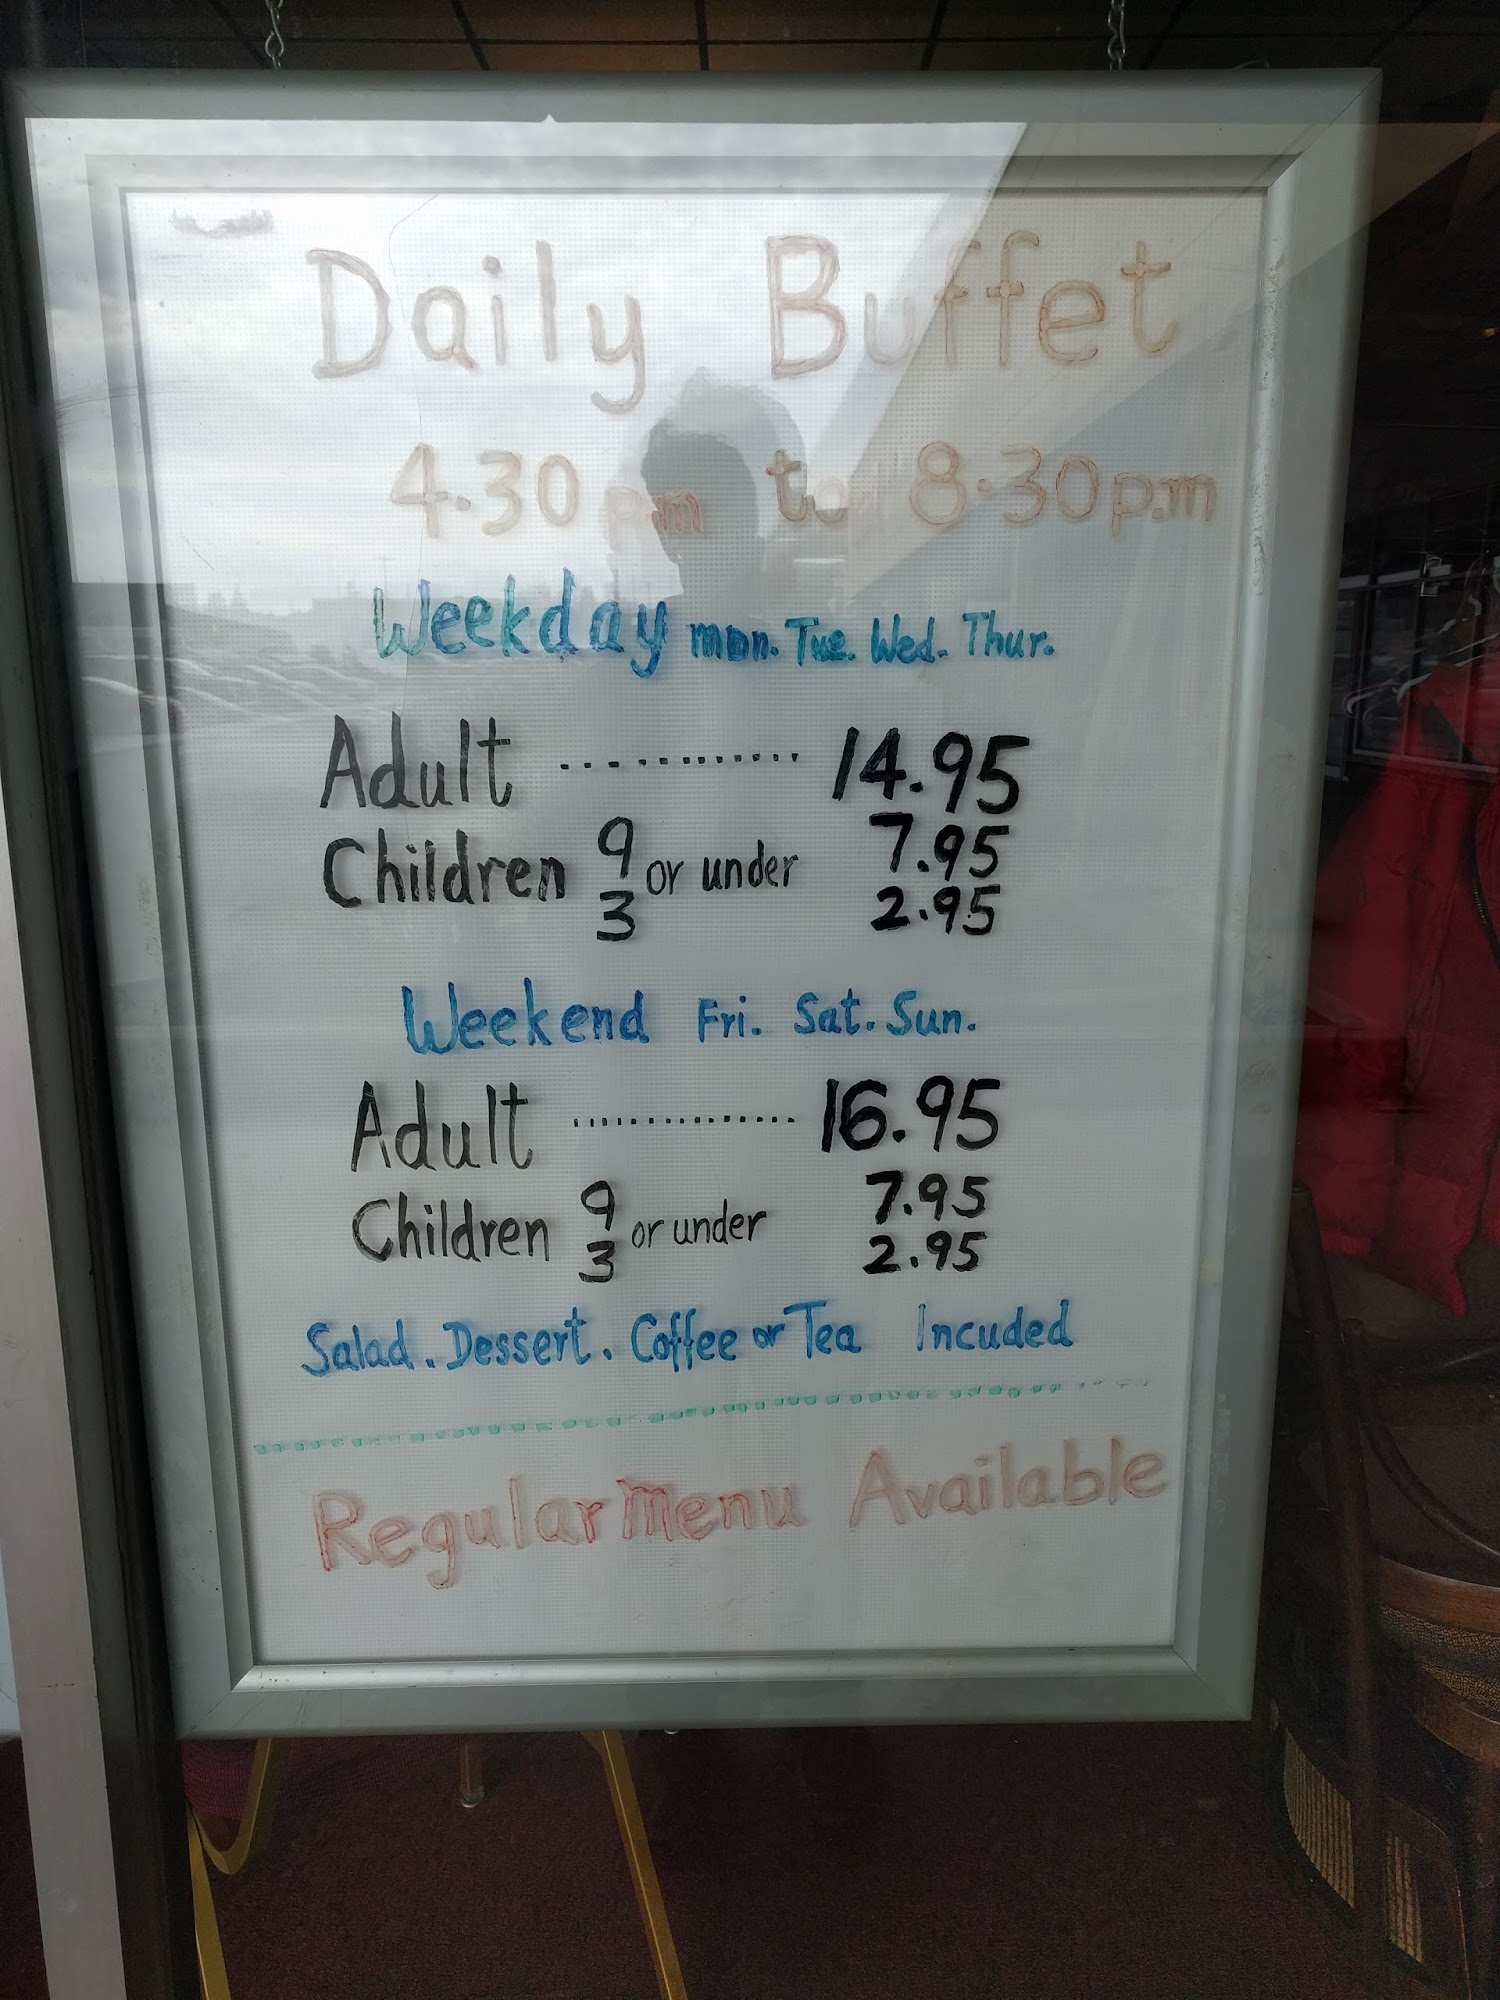 Daily Buffet
4.30 pm to 8.30 p.m
Weekday mon. Tue. Wed. Thur.
Adult ............ 14.95
Children 9 or under 7.95
3 2.95
Weekend Fri. Sat. Sun.
Adult .............. 16.95
Children 9 or under 7.95
3 2.95
Salad. Dessert. Coffee or Tea Incuded
Regular menu Available